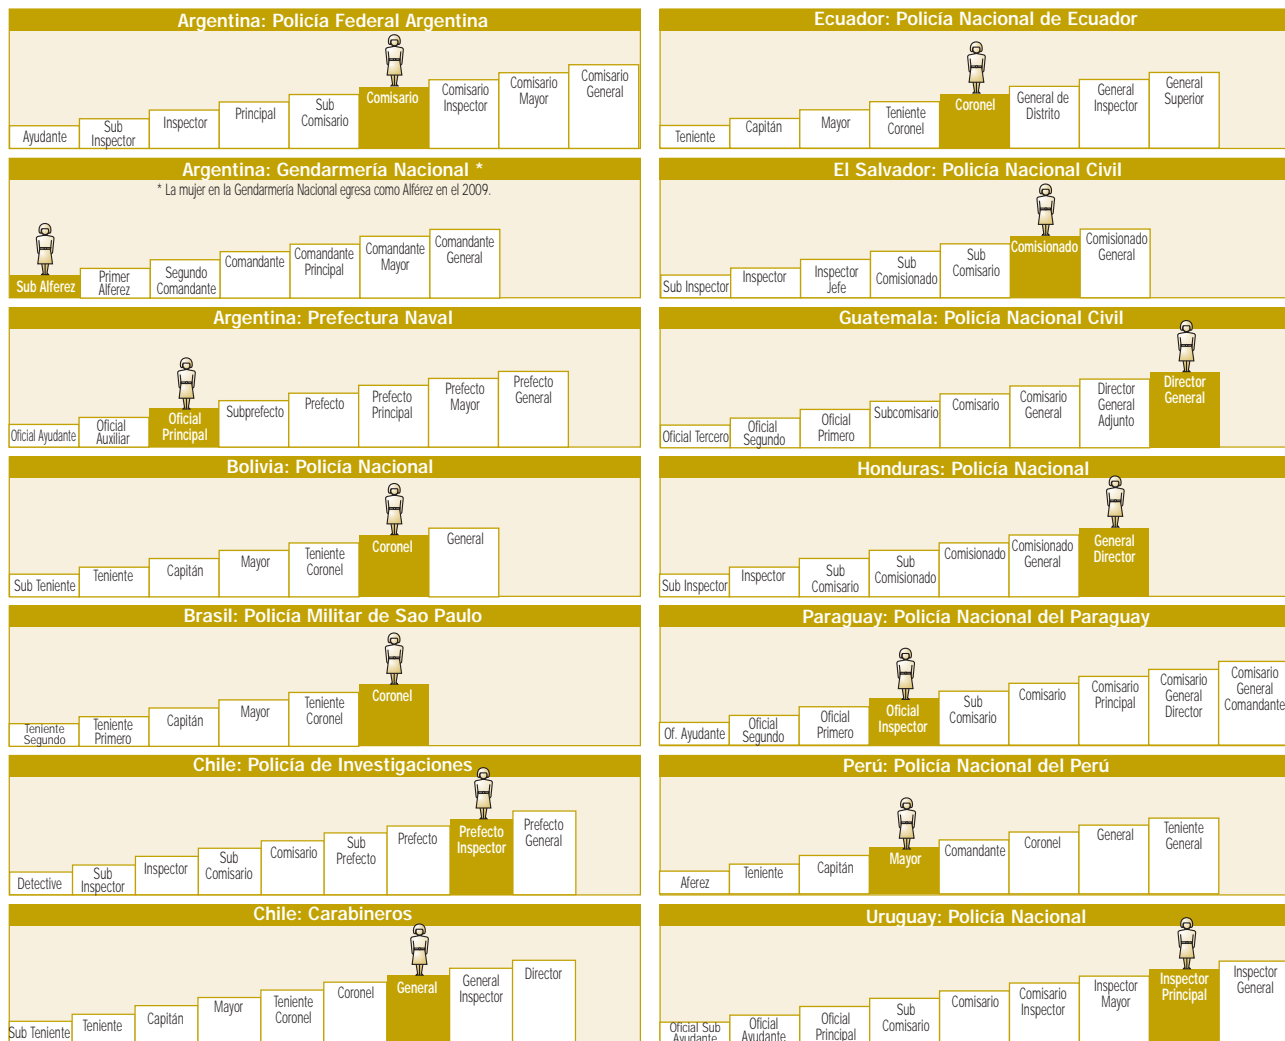 Argentina: Policía Federal Argentina
Ayudante
Sub
Inspector
Inspector
Principal
Sub
Comisario
Comisario
Comisario
Inspector
Comisario
Mayor
Comisario
General
Argentina: Gendarmería Nacional *
* La mujer en la Gendarmería Nacional egresa como Alférez en el 2009.
Sub Alferez
Primer
Alferez
Segundo
Comandante
Comandante
Comandante
Principal
Comandante
Mayor
Comandante
General
Argentina: Prefectura Naval
Oficial Ayudante
Oficial
Auxiliar
Oficial
Principal
Subprefecto
Prefecto
Prefecto
Principal
Prefecto
Mayor
Prefecto
General
Bolivia: Policía Nacional
Sub Teniente
Teniente
Capitán
Mayor
Teniente
Coronel
Coronel
General
Brasil: Policía Militar de Sao Paulo
Teniente
Segundo
Teniente
Primero
Capitán
Mayor
Teniente
Coronel
Coronel
Chile: Policía de Investigaciones
Detective
Sub
Inspector
Inspector
Sub
Comisario
Comisario
Sub
Prefecto
Prefecto
Prefecto
Inspector
Prefecto
General
Chile: Carabineros
Sub Teniente
Teniente
Capitán
Mayor
Teniente
Coronel
Coronel
General
General
Inspector
Director
Ecuador: Policía Nacional de Ecuador
Teniente
Capitán
Mayor
Teniente
Coronel
Coronel
General de
Distrito
General
Inspector
General
Superior
El Salvador: Policía Nacional Civil
Sub Inspector
Inspector
Inspector
Jefe
Sub
Comisionado
Sub
Comisario
Comisionado
Comisionado
General
Guatemala: Policía Nacional Civil
Oficial Tercero
Oficial
Segundo
Oficial
Primero
Subcomisario
Comisario
Comisario
General
Director
General
Adjunto
Director
General
Honduras: Policía Nacional
Sub Inspector
Inspector
Sub
Comisario
Sub
Comisionado
Comisionado
Comisionado
General
General
Director
Paraguay: Policía Nacional del Paraguay
Of. Ayudante
Oficial
Segundo
Oficial
Primero
Oficial
Inspector
Sub
Comisario
Comisario
Comisario
Principal
Comisario
General
Director
Comisario
General
Comandante
Perú: Policía Nacional del Perú
Aferez
Teniente
Capitán
Mayor
Comandante
Coronel
General
Teniente
General
Uruguay: Policía Nacional
Oficial Sub
Ayudante
Oficial
Ayudante
Oficial
Principal
Sub
Comisario
Comisario
Comisario
Inspector
Inspector
Mayor
Inspector
Principal
Inspector
General